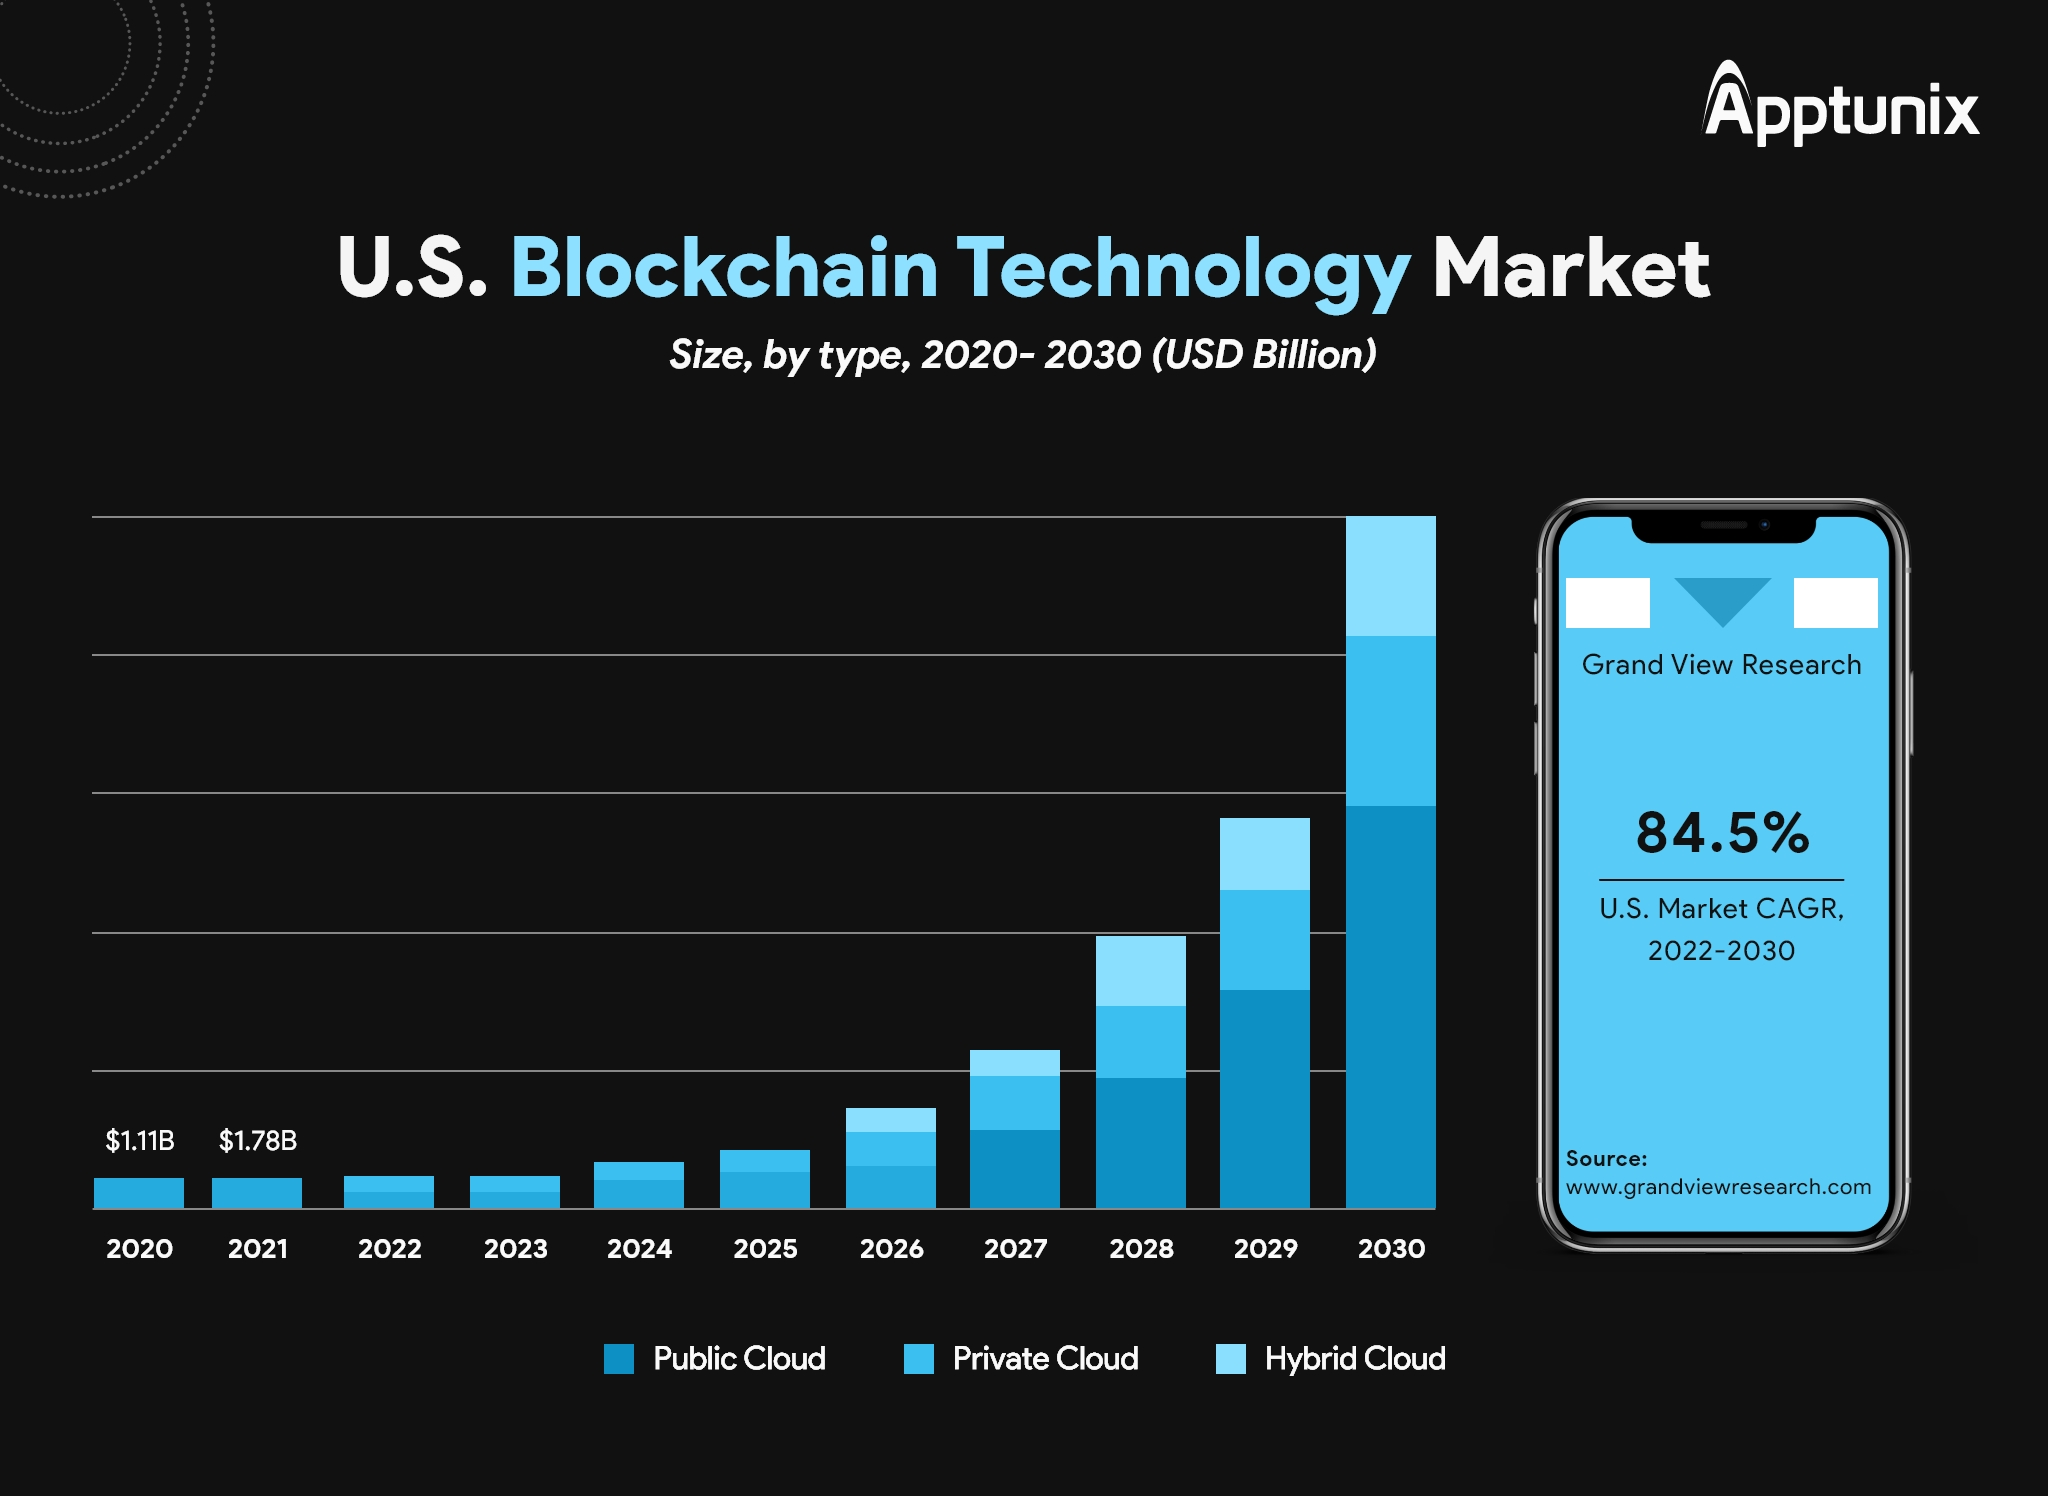 Apptunix
U.S. Blockchain Technology Market
Size, by type, 2020- 2030 (USD Billion)
Grand View Research
84.5%
U.S. Market CAGR,
2022-2030
$1.11B $1.78B
Source:
www.grandviewresearch.com
2020 2021 2022 2023 2024 2025 2026 2027 2028 2029 2030
Public Cloud Private Cloud Hybrid Cloud